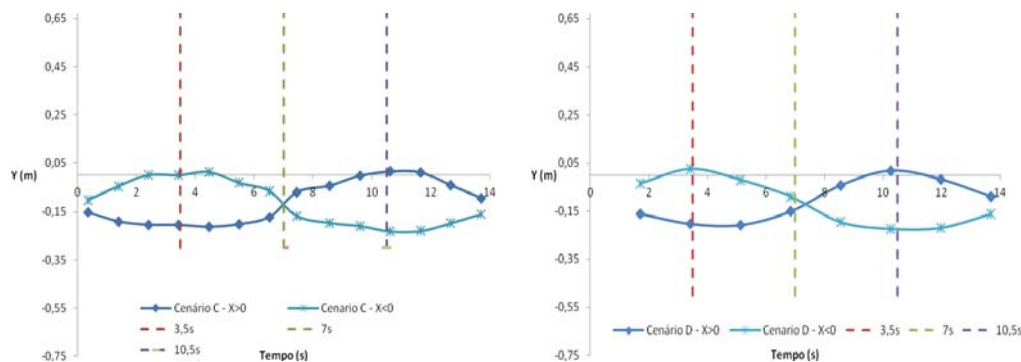 0,65
0,45
0,25
0,05
Y (m)
-0,15
-0,35
-0,55
-0,75
0 2 4 6 8 10 12 14
Cenário C - X>0
Cenario C - X<0
3,5s
7s
10,5s
Tempo (s)
0,65
0,45
0,25
0,05
Y (m)
-0,15
-0,35
-0,55
-0,75
0 2 4 6 8 10 12 14
Cenário D - X>0
Cenario D - X<0
3,5s
7s
10,5s
Tempo (s)